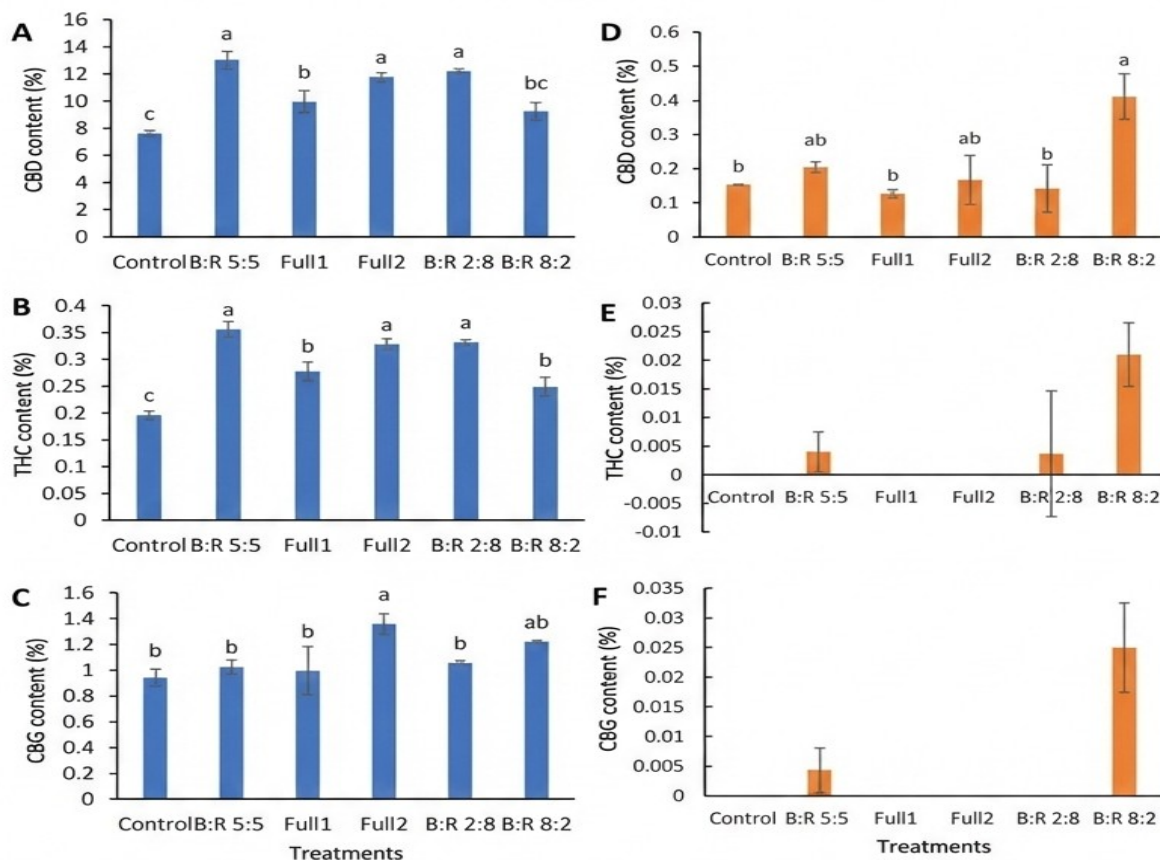 A
CBD content (%)
16
14
12
10
8
6
4
2
0
c
a
b
a
a
bc
Control B:R 5:5 Full1 Full2 B:R 2:8 B:R 8:2
B
THC content (%)
0.4
0.35
0.3
0.25
0.2
0.15
0.1
0.05
0
c
a
b
a
a
b
Control B:R 5:5 Full1 Full2 B:R 2:8 B:R 8:2
C
CBG content (%)
1.6
1.4
1.2
1
0.8
0.6
0.4
0.2
0
b
b
b
a
b
ab
Control B:R 5:5 Full1 Full2 B:R 2:8 B:R 8:2
Treatments
D
CBD content (%)
0.6
0.5
0.4
0.3
0.2
0.1
0
b
ab
b
ab
b
a
Control B:R 5:5 Full1 Full2 B:R 2:8 B:R 8:2
E
THC content (%)
0.03
0.025
0.02
0.015
0.01
0.005
0
-0.005
-0.01
Control B:R 5:5 Full1 Full2 B:R 2:8 B:R 8:2
F
CBG content (%)
0.035
0.03
0.025
0.02
0.015
0.01
0.005
0
Control B:R 5:5 Full1 Full2 B:R 2:8 B:R 8:2
Treatments